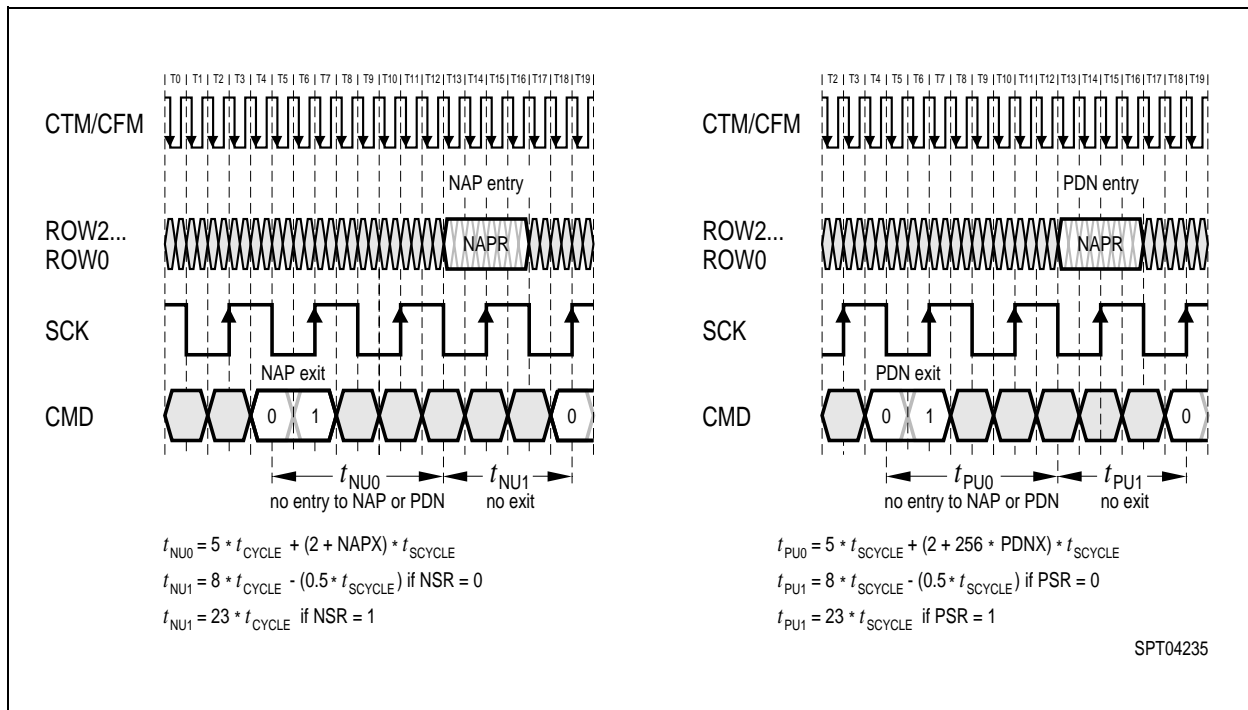 T0 T1 T2 T3 T4 T5 T6 T7 T8 T9 T10 T11 T12 T13 T14 T15 T16 T17 T18 T19
CTM/CFM
NAP entry
ROW2...
ROW0
NAPR
SCK
NAP exit
CMD
0 1 0
tNU0 tNU1
no entry to NAP or PDN no exit
tNU0 = 5 * tCYCLE + (2 + NAPX) * tSCYCLE
tNU1 = 8 * tCYCLE - (0.5 * tSCYCLE) if NSR = 0
tNU1 = 23 * tCYCLE if NSR = 1
T2 T3 T4 T5 T6 T7 T8 T9 T10 T11 T12 T13 T14 T15 T16 T17 T18 T19
CTM/CFM
PDN entry
ROW2...
ROW0
NAPR
SCK
PDN exit
CMD
0 1 0
tPU0 tPU1
no entry to NAP or PDN no exit
tPU0 = 5 * tSCYCLE + (2 + 256 * PDNX) * tSCYCLE
tPU1 = 8 * tSCYCLE - (0.5 * tSCYCLE) if PSR = 0
tPU1 = 23 * tSCYCLE if PSR = 1
SPT04235